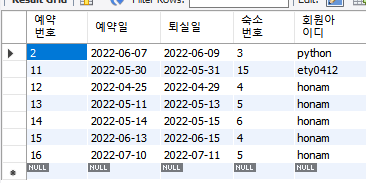 Result Grid Filter Rows: Edit:
예약번호 예약일 퇴실일 숙소번호 회원아이디
2 2022-06-07 2022-06-09 3 python
11 2022-05-30 2022-05-31 15 ety0412
12 2022-04-25 2022-04-29 4 honam
13 2022-05-11 2022-05-13 5 honam
14 2022-05-14 2022-05-15 6 honam
15 2022-06-13 2022-06-15 4 honam
16 2022-07-10 2022-07-11 5 honam
NULL NULL NULL NULL NULL